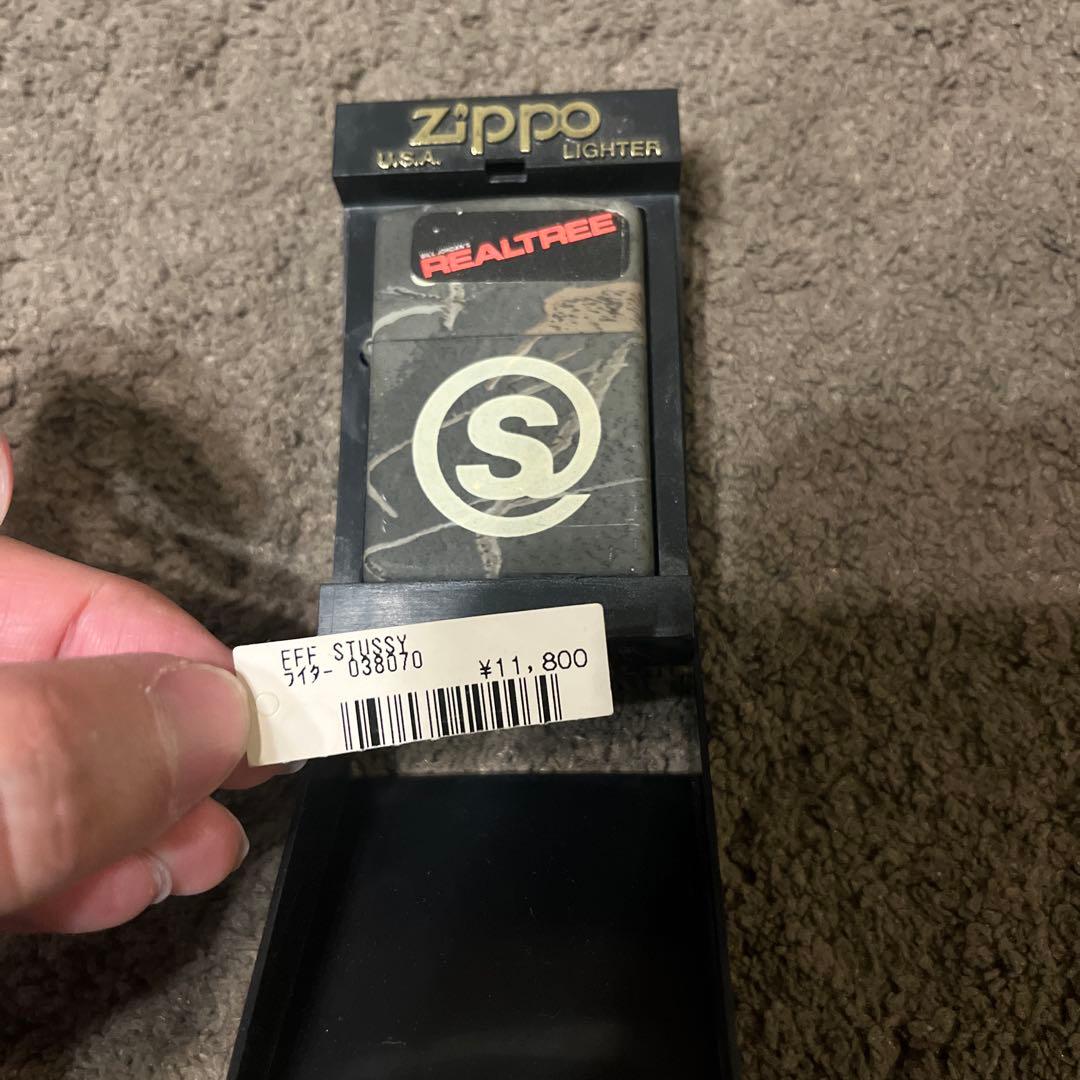 Zippo
U.S.A. LIGHTER
BILL JORDAN'S
REALTREE
S
EFF STUSSY
ライター 038070 ¥11,800